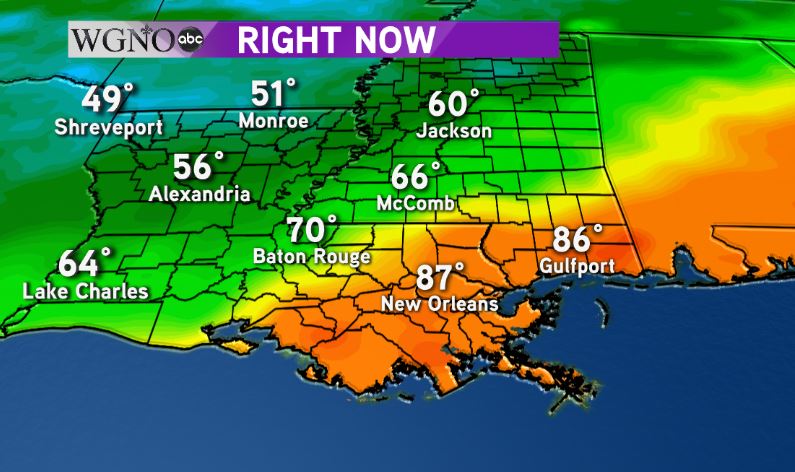 WGNO abc RIGHT NOW
49°
Shreveport
51°
Monroe
60°
Jackson
56°
Alexandria
66°
McComb
70°
Baton Rouge
86°
Gulfport
64°
Lake Charles
87°
New Orleans